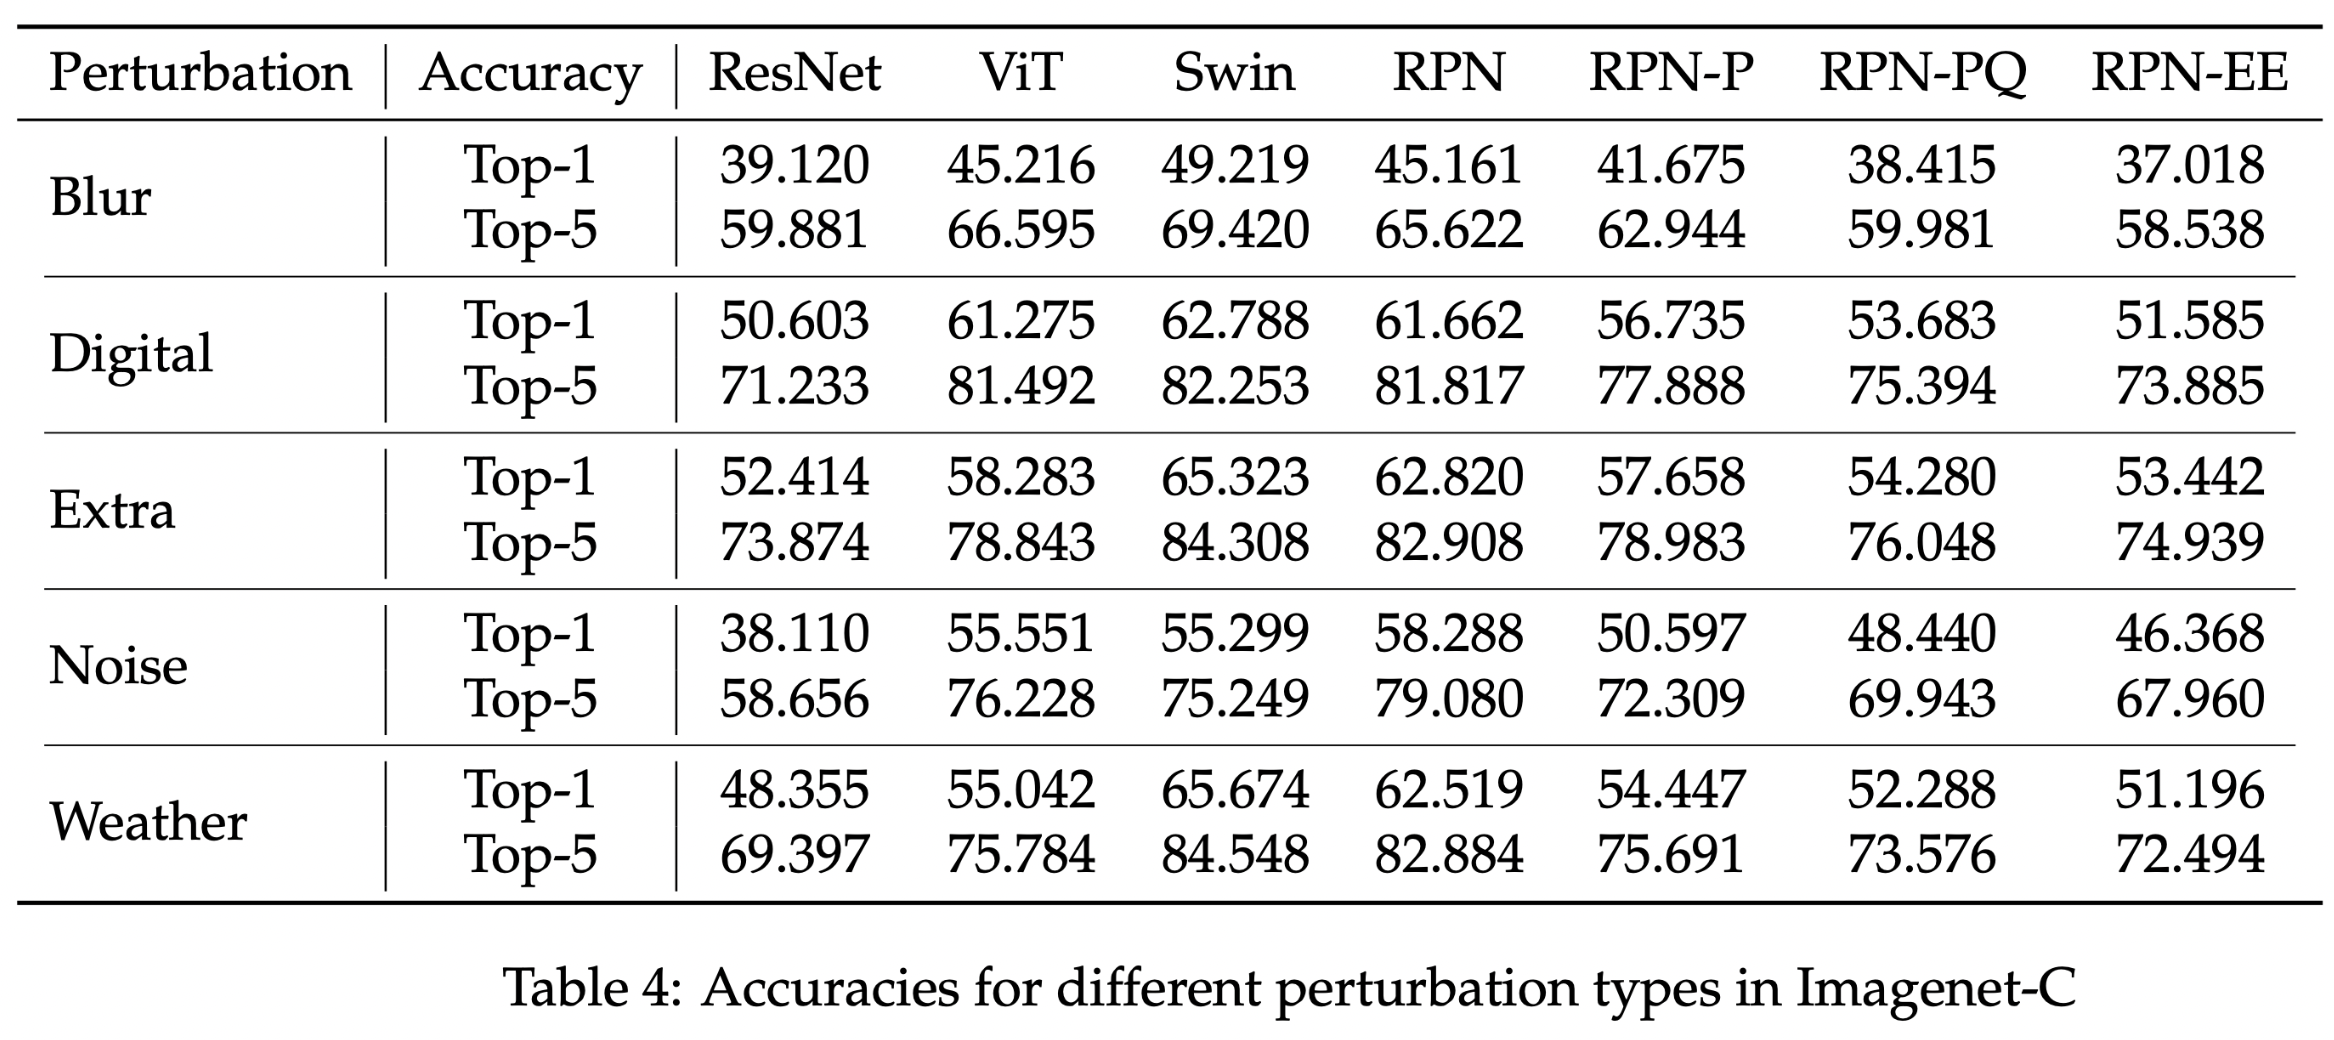 Perturbation Accuracy ResNet ViT Swin RPN RPN-P RPN-PQ RPN-EE
Blur
Top-1 39.120 45.216 49.219 45.161 41.675 38.415 37.018
Top-5 59.881 66.595 69.420 65.622 62.944 59.981 58.538
Digital
Top-1 50.603 61.275 62.788 61.662 56.735 53.683 51.585
Top-5 71.233 81.492 82.253 81.817 77.888 75.394 73.885
Extra
Top-1 52.414 58.283 65.323 62.820 57.658 54.280 53.442
Top-5 73.874 78.843 84.308 82.908 78.983 76.048 74.939
Noise
Top-1 38.110 55.551 55.299 58.288 50.597 48.440 46.368
Top-5 58.656 76.228 75.249 79.080 72.309 69.943 67.960
Weather
Top-1 48.355 55.042 65.674 62.519 54.447 52.288 51.196
Top-5 69.397 75.784 84.548 82.884 75.691 73.576 72.494
Table 4: Accuracies for different perturbation types in Imagenet-C